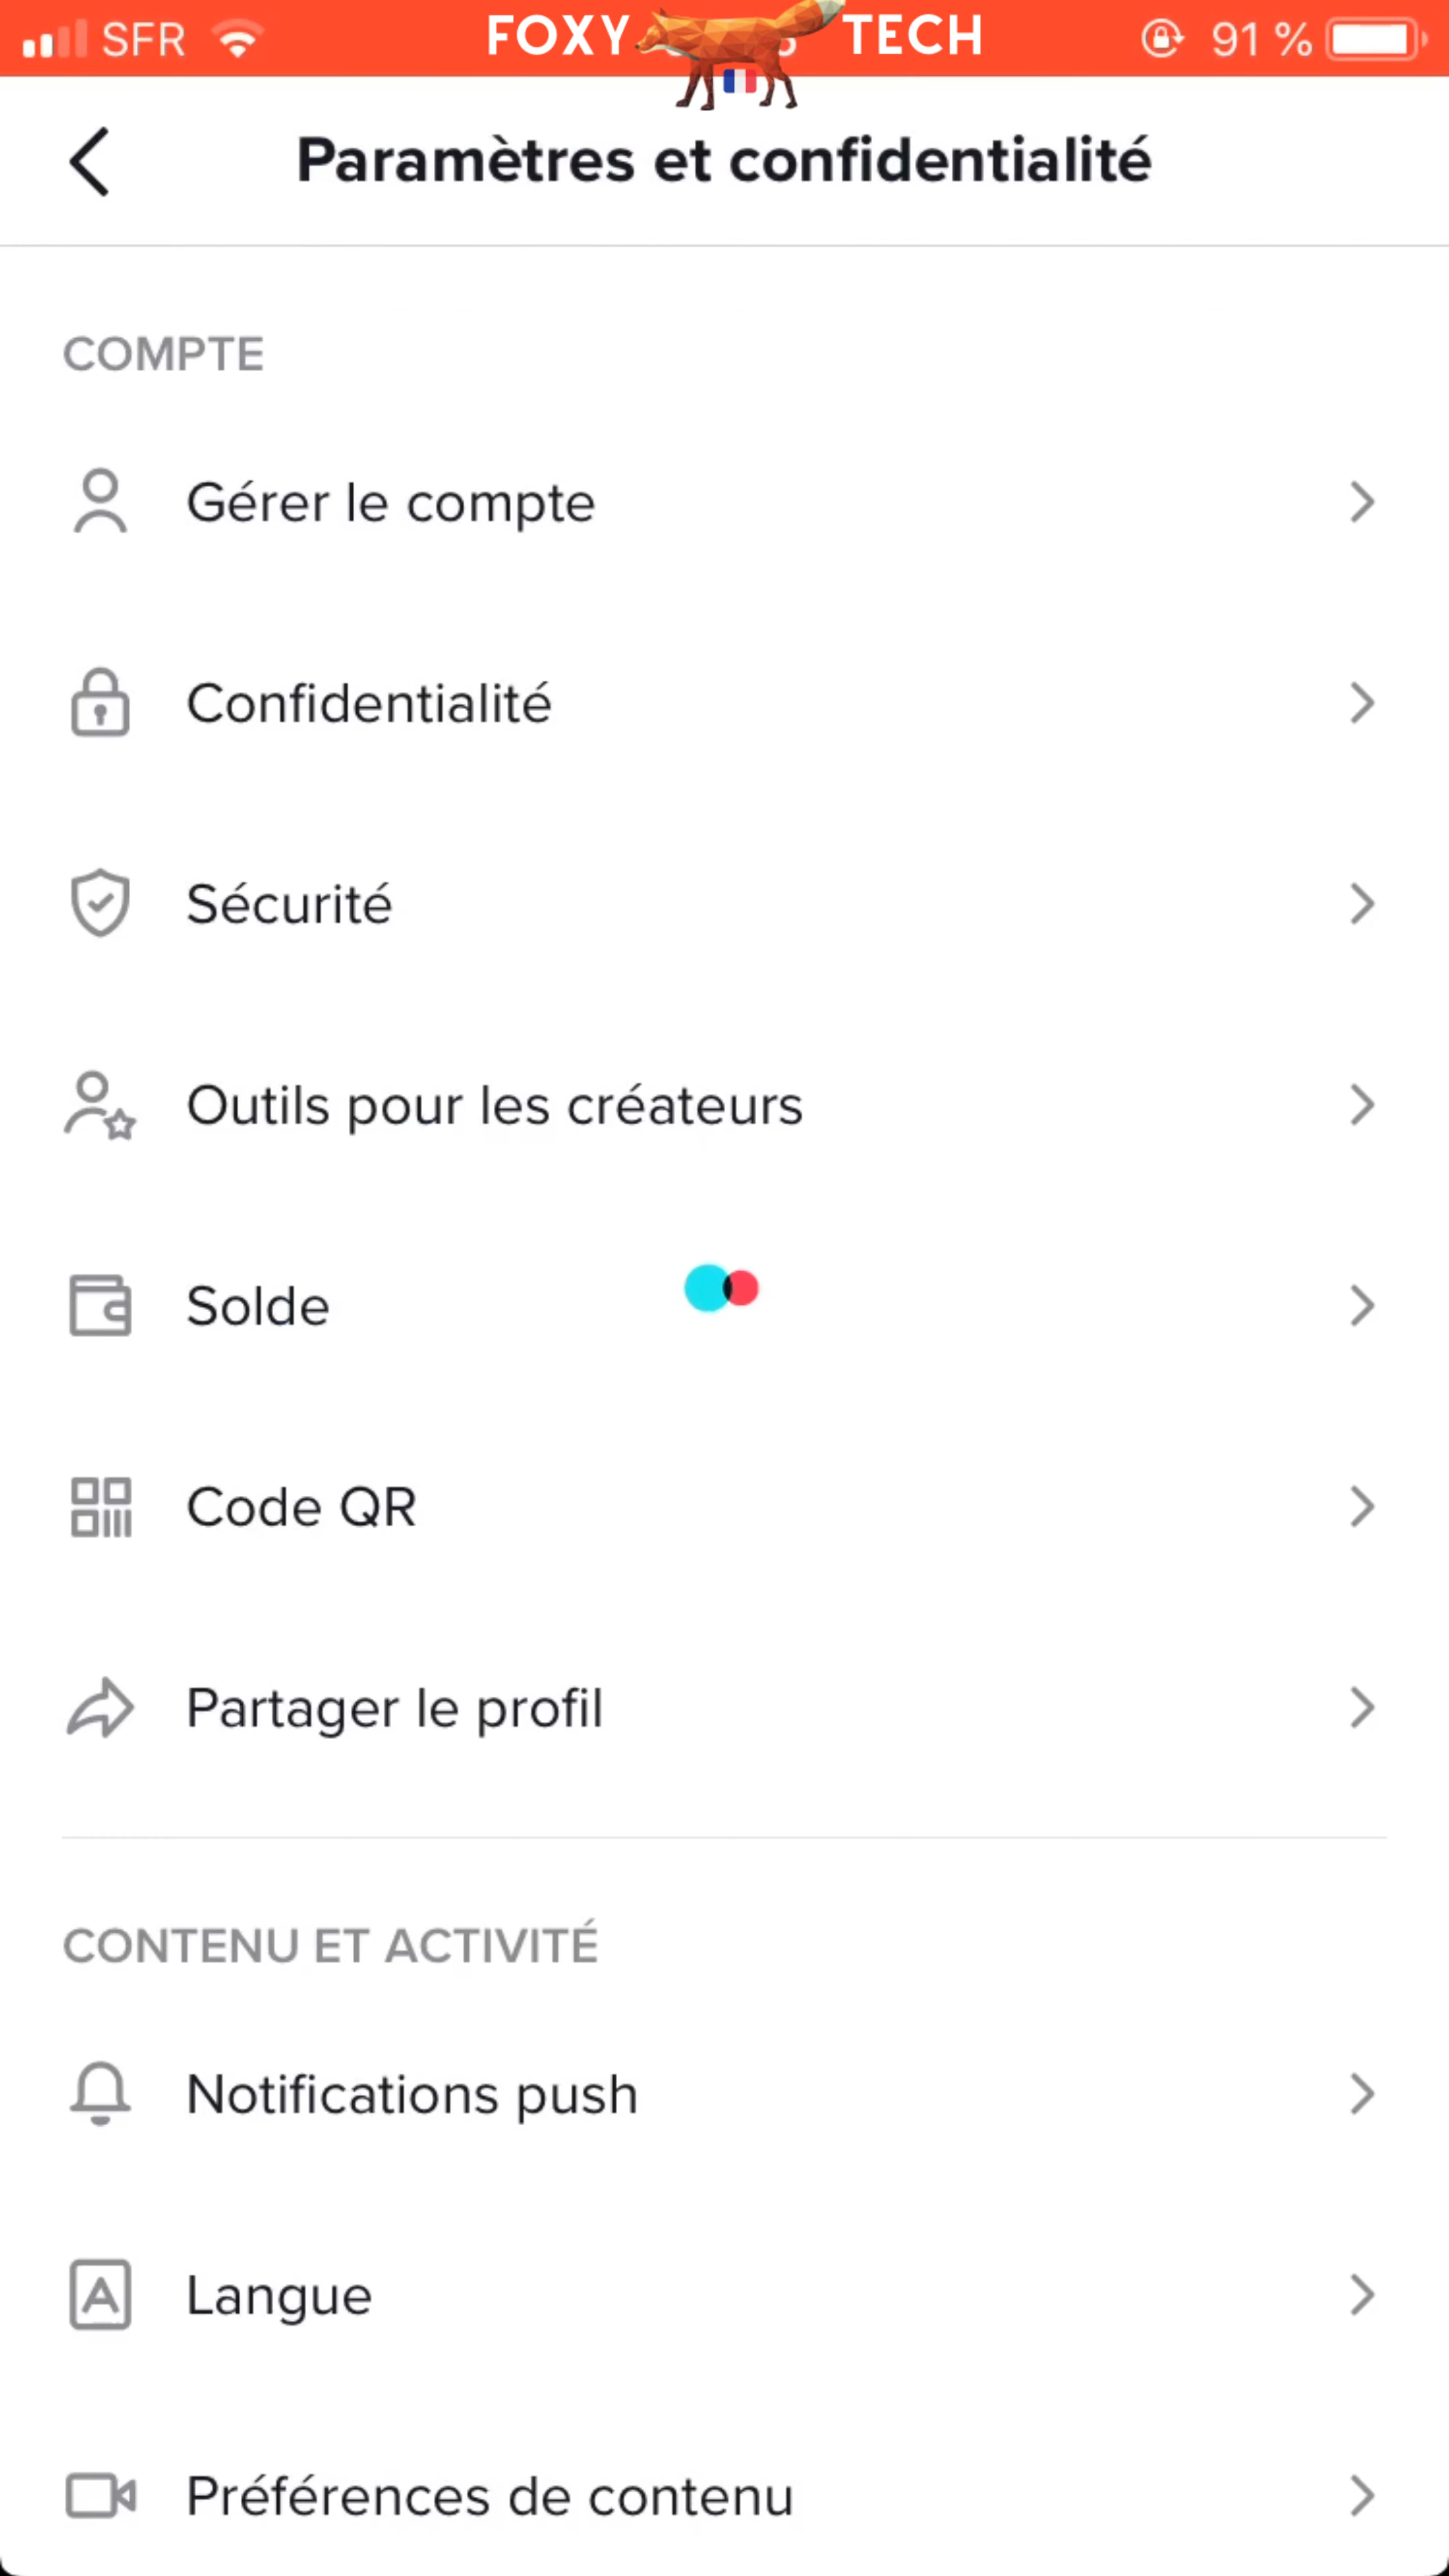 SFR
FOXY TECH
91 %
Paramètres et confidentialité
COMPTE
Gérer le compte
Confidentialité
Sécurité
Outils pour les créateurs
Solde
Code QR
Partager le profil
CONTENU ET ACTIVITÉ
Notifications push
A
Langue
Préférences de contenu